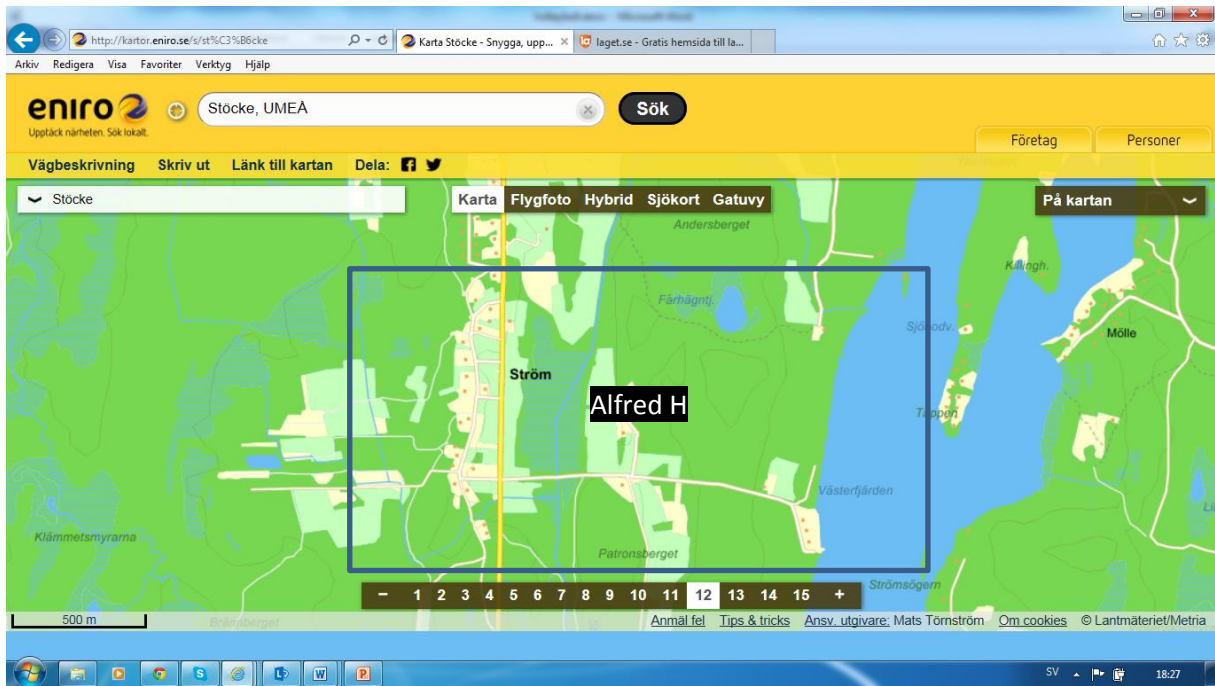 http://kartor.eniro.se/s/st%C3%B6cke
Karta Stöcke - Snygga, upp...
laget.se - Gratis hemsida till la...
Arkiv Redigera Visa Favoriter Verktyg Hjälp
eniro
Upptäck närheten. Sök lokalt.
Stöcke, UMEÅ
Sök
Företag
Personer
Vägbeskrivning Skriv ut Länk till kartan Dela:
Stöcke
Karta Flygfoto Hybrid Sjökort Gatuvy
På kartan
Andersberget
Killingh.
Fårhägntj.
Mölle
Ström
Alfred H
Tappen
Västerfjärden
Klämmetsmyrarna
Patronsberget
Strömsögern
− 1 2 3 4 5 6 7 8 9 10 11 12 13 14 15 +
500 m
Anmäl fel Tips & tricks Ansv. utgivare: Mats Törnström Om cookies © Lantmäteriet/Metria
SV
18:27